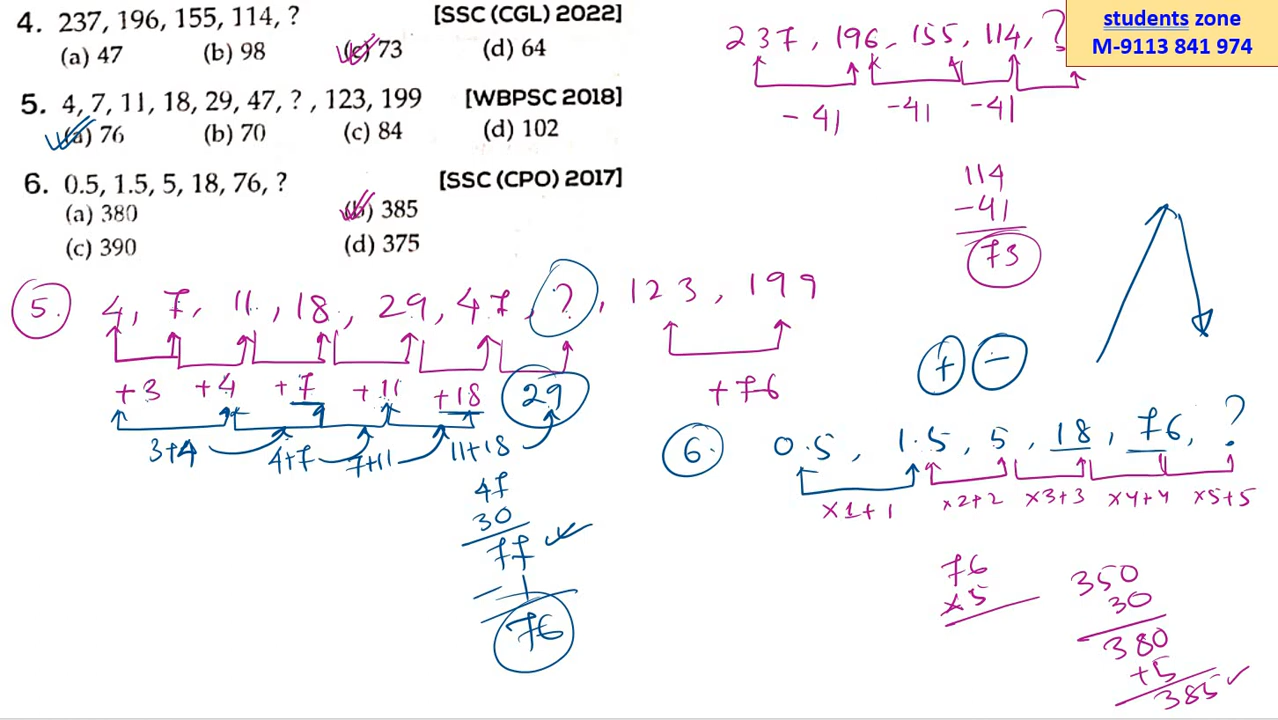 4. 237, 196, 155, 114, ? [SSC (CGL) 2022]
(a) 47 (b) 98 (c) 73 (d) 64
5. 4, 7, 11, 18, 29, 47, ? , 123, 199 [WBPSC 2018]
(a) 76 (b) 70 (c) 84 (d) 102
6. 0.5, 1.5, 5, 18, 76, ? [SSC (CPO) 2017]
(a) 380 (b) 385
(c) 390 (d) 375
students zone
M-9113 841 974
237, 196, 155, 114, ?
-41 -41 -41
114
-41
73
5. 4, 7, 11, 18, 29, 47, ?, 123, 199
+3 +4 +7 +11 +18 29 +76
3+4 4+7 7+11 11+18
47
30
77
-1
76
+ -
6. 0.5, 1.5, 5, 18, 76, ?
×1+1 ×2+2 ×3+3 ×4+4 ×5+5
76
×5
350
30
380
+5
385